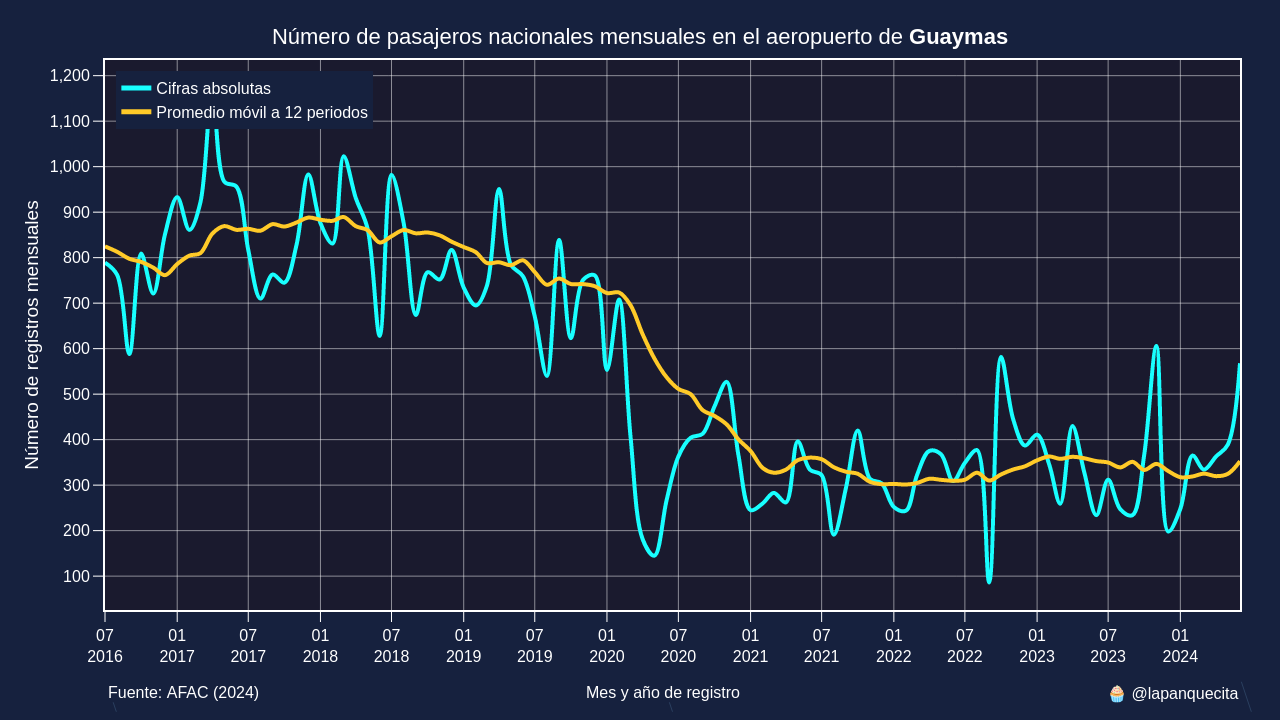 Número de pasajeros nacionales mensuales en el aeropuerto de Guaymas
Cifras absolutas
Promedio móvil a 12 periodos
Número de registros mensuales
1,200
1,100
1,000
900
800
700
600
500
400
300
200
100
07 01 07 01 07 01 07 01 07 01 07 01 07 01 07 01
2016 2017 2017 2018 2018 2019 2019 2020 2020 2021 2021 2022 2022 2023 2023 2024
Fuente: AFAC (2024)
Mes y año de registro
🧁 @lapanquecita